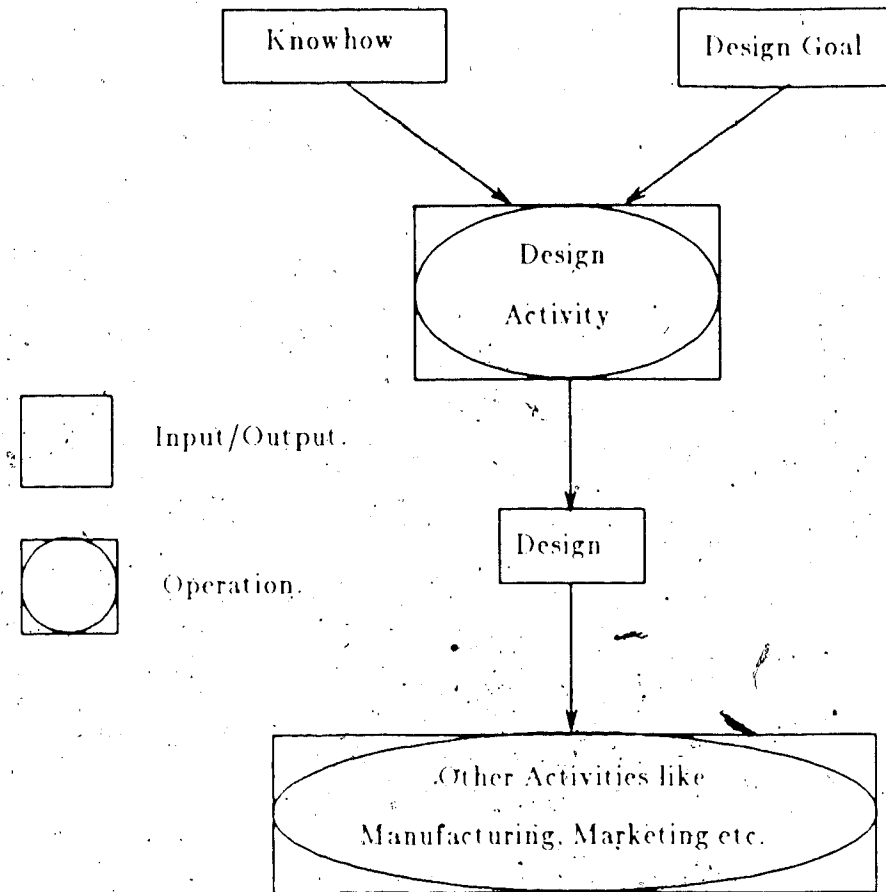 Knowhow
Design Goal
Design
Activity
Input/Output.
Design
Operation.
Other Activities like
Manufacturing, Marketing etc.